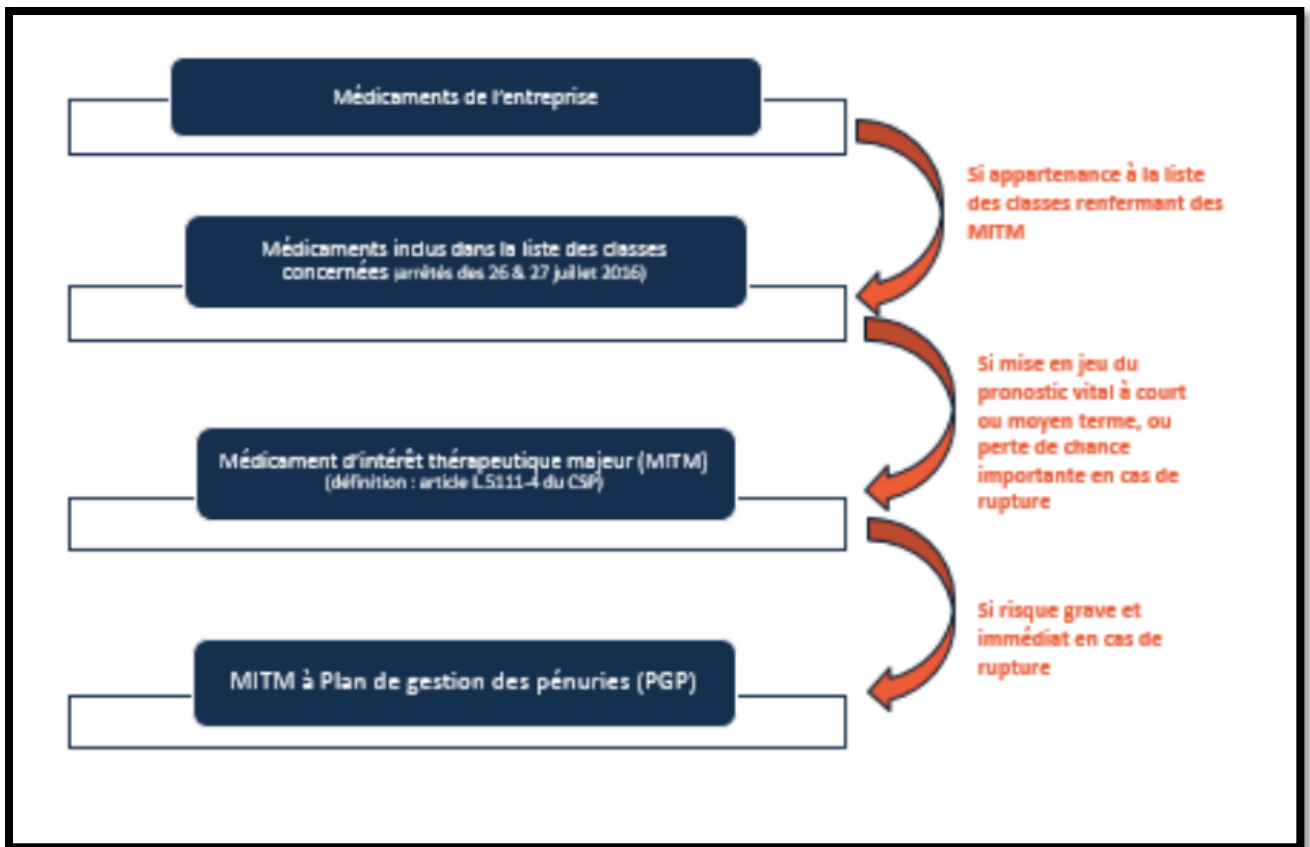 Médicaments de l'entreprise
Si appartenance à la liste
des classes renfermant des
MITM
Médicaments inclus dans la liste des classes
concernées (arrêtés des 26 & 27 juillet 2016)
Si mise en jeu du
pronostic vital à court
ou moyen terme, ou
perte de chance
importante en cas de
rupture
Médicament d'intérêt thérapeutique majeur (MITM)
(définition : article L.5111-4 du CSP)
Si risque grave et
immédiat en cas de
rupture
MITM à Plan de gestion des pénuries (PGP)